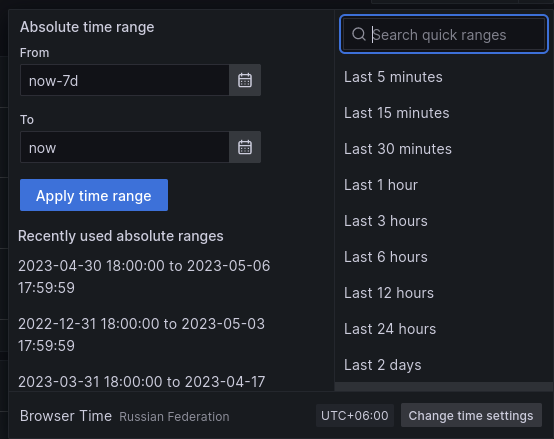 Absolute time range
From
now-7d
To
now
Apply time range
Recently used absolute ranges
2023-04-30 18:00:00 to 2023-05-06
17:59:59
2022-12-31 18:00:00 to 2023-05-03
17:59:59
2023-03-31 18:00:00 to 2023-04-17
Search quick ranges
Last 5 minutes
Last 15 minutes
Last 30 minutes
Last 1 hour
Last 3 hours
Last 6 hours
Last 12 hours
Last 24 hours
Last 2 days
Browser Time Russian Federation
UTC+06:00
Change time settings